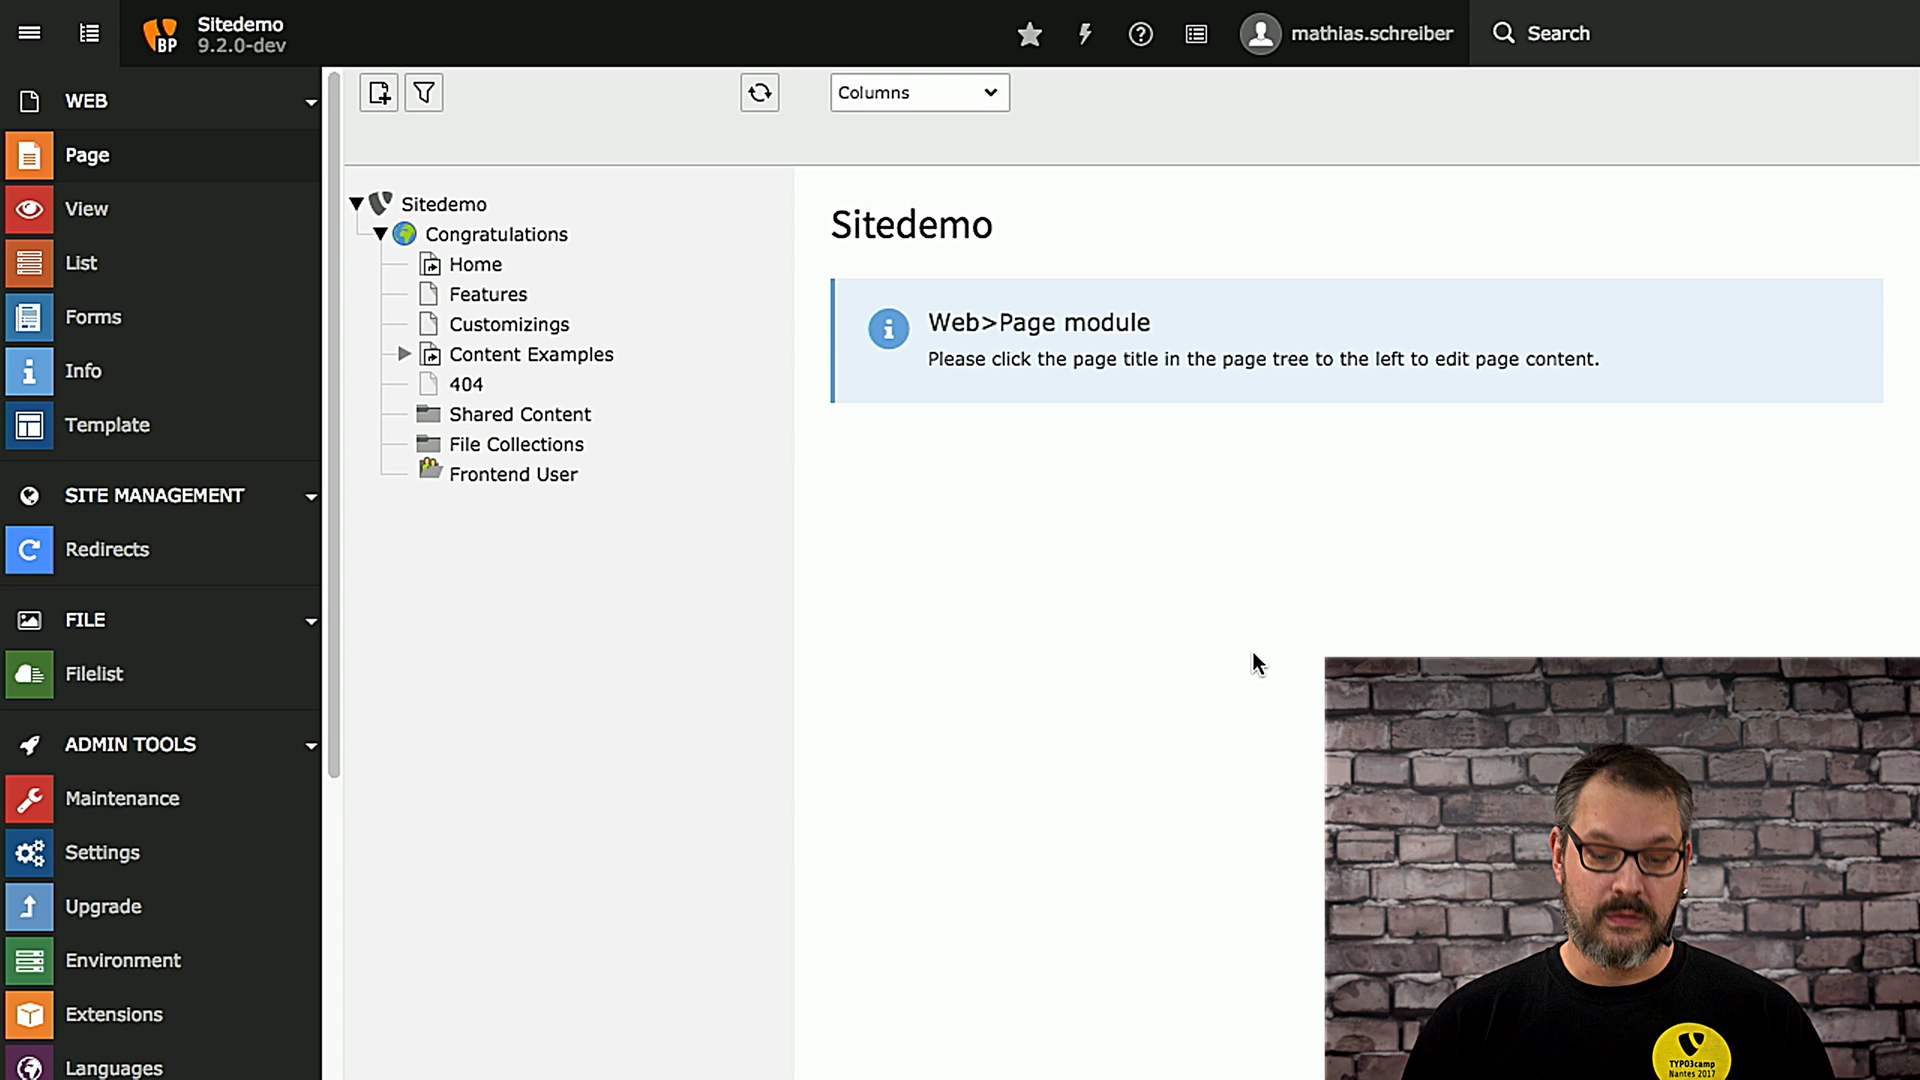 BP
Sitedemo
9.2.0-dev
mathias.schreiber
Search
WEB
Page
View
List
Forms
Info
Template
SITE MANAGEMENT
Redirects
FILE
Filelist
ADMIN TOOLS
Maintenance
Settings
Upgrade
Environment
Extensions
Languages
Columns
Sitedemo
Congratulations
Home
Features
Customizings
Content Examples
404
Shared Content
File Collections
Frontend User
Sitedemo
Web>Page module
Please click the page title in the page tree to the left to edit page content.
TYPO3camp
Nantes 2017